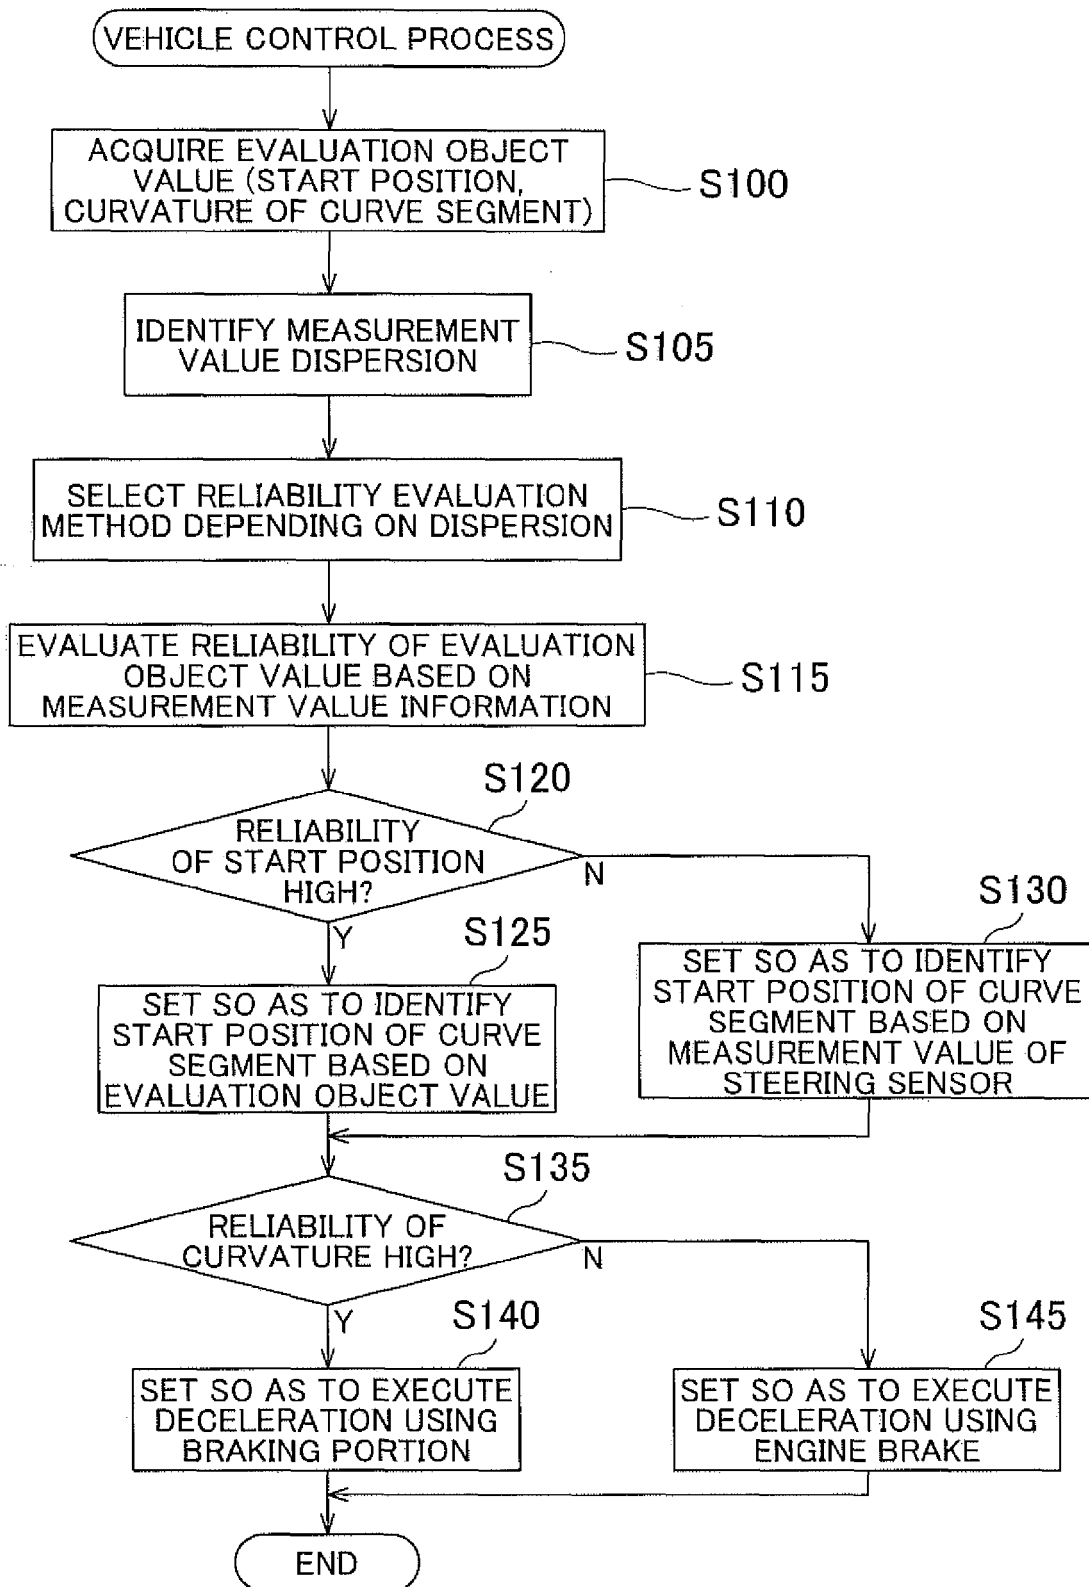 VEHICLE CONTROL PROCESS
ACQUIRE EVALUATION OBJECT
VALUE (START POSITION,
CURVATURE OF CURVE SEGMENT)
S100
IDENTIFY MEASUREMENT
VALUE DISPERSION
S105
SELECT RELIABILITY EVALUATION
METHOD DEPENDING ON DISPERSION
S110
EVALUATE RELIABILITY OF EVALUATION
OBJECT VALUE BASED ON
MEASUREMENT VALUE INFORMATION
S115
S120
RELIABILITY
OF START POSITION
HIGH?
N
Y
S125
SET SO AS TO IDENTIFY
START POSITION OF CURVE
SEGMENT BASED ON
EVALUATION OBJECT VALUE
S130
SET SO AS TO IDENTIFY
START POSITION OF CURVE
SEGMENT BASED ON
MEASUREMENT VALUE OF
STEERING SENSOR
S135
RELIABILITY OF
CURVATURE HIGH?
N
Y
S140
SET SO AS TO EXECUTE
DECELERATION USING
BRAKING PORTION
S145
SET SO AS TO EXECUTE
DECELERATION USING
ENGINE BRAKE
END